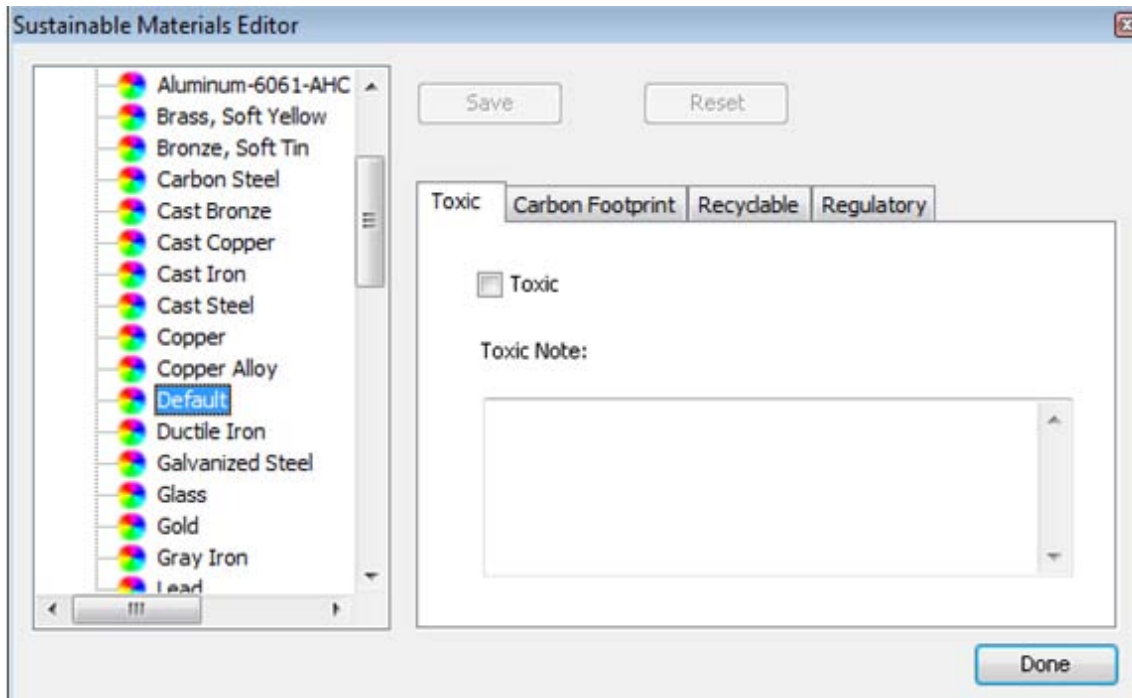 Sustainable Materials Editor
Aluminum-6061-AHC
Brass, Soft Yellow
Bronze, Soft Tin
Carbon Steel
Cast Bronze
Cast Copper
Cast Iron
Cast Steel
Copper
Copper Alloy
Default
Ductile Iron
Galvanized Steel
Glass
Gold
Gray Iron
Lead
Save Reset
Toxic Carbon Footprint Recyclable Regulatory
Toxic
Toxic Note:
Done